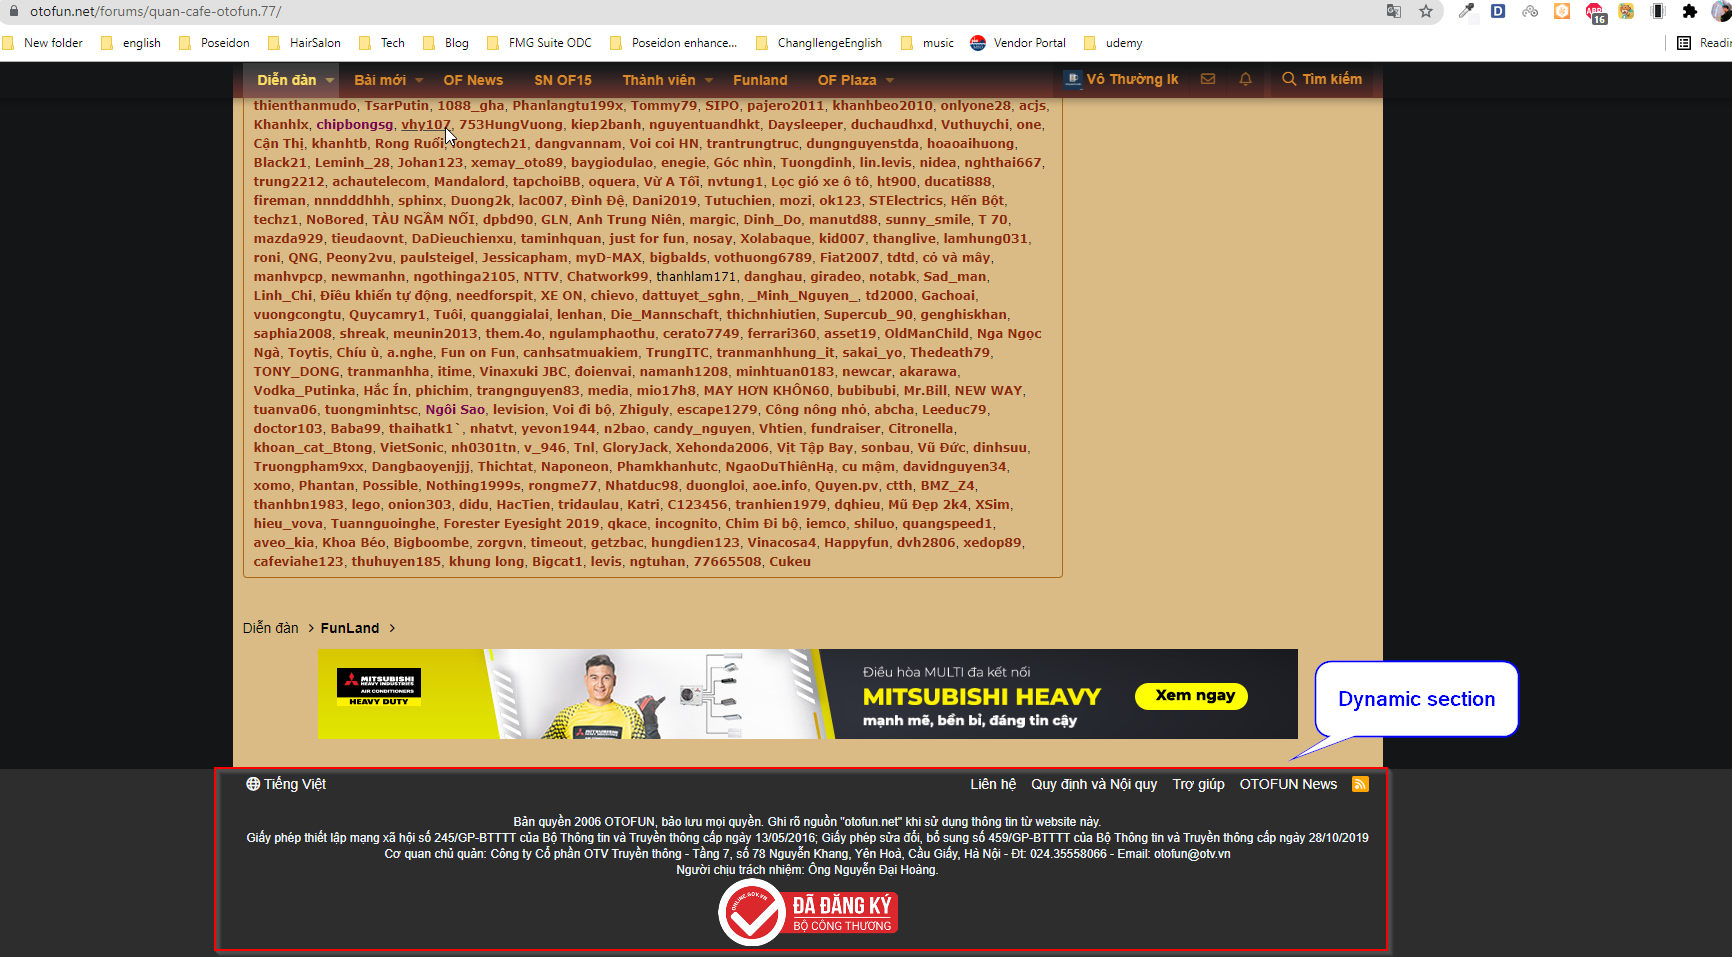 otofun.net/forums/quan-cafe-otofun.77/
16
New folder english Poseidon HairSalon Tech Blog FMG Suite ODC Poseidon enhance... ChangllengeEnglish music Vendor Portal udemy
Diễn đàn Bài mới OF News SN OF15 Thành viên Funland OF Plaza Vô Thường Ik Tìm kiếm
thienthanmudo, TsarPutin, 1088_gha, Phanlangtu199x, Tommy79, SIPO, pajero2011, khanhbeo2010, onlyone28, acjs,
Khanhlx, chipbongsg, vhy107, 753HungVuong, kiep2banh, nguyentuandhkt, Daysleeper, duchaudhxd, Vuthuychi, one,
Cận Thị, khanhtb, Rong Ruổi, longtech21, dangvannam, Voi coi HN, trantrungtruc, dungnguyenstda, hoaoaihuong,
Black21, Leminh_28, Johan123, xemay_oto89, baygiodulao, enegie, Góc nhìn, Tuongdinh, lin.levis, nidea, nghthai667,
trung2212, achautelecom, Mandalord, tapchoiBB, oquera, Vừ A Tồi, nvtung1, Lọc gió xe ô tô, ht900, ducati888,
fireman, nnndddhhh, sphinx, Duong2k, lac007, Đình Đệ, Dani2019, Tutuchien, mozi, ok123, STElectrics, Hến Bột,
techz1, NoBored, TÀU NGẦM NỔI, dpbd90, GLN, Anh Trung Niên, margic, Dinh_Do, manutd88, sunny_smile, T 70,
mazda929, tieudaovnt, DaDieuchienxu, taminhquan, just for fun, nosay, Xolabaque, kid007, thanglive, lamhung031,
roni, QNG, Peony2vu, paulsteigel, Jessicapham, myD-MAX, bigbalds, vothuong6789, Fiat2007, tdtd, cỏ và mây,
manhvpcp, newmanhn, ngothinga2105, NTTV, Chatwork99, thanhlam171, danghau, giradeo, notabk, Sad_man,
Linh_Chi, Điều khiển tự động, needforspit, XE ON, chievo, dattuyet_sghn, _Minh_Nguyen_, td2000, Gachoai,
vuongcongtu, Quycamry1, Tuôi, quanggialai, lenhan, Die_Mannschaft, thichnhiutien, Supercub_90, genghiskhan,
saphia2008, shreak, meunin2013, them.4o, ngulamphaothu, cerato7749, ferrari360, asset19, OldManChild, Nga Ngọc
Ngà, Toytis, Chíu ù, a.nghe, Fun on Fun, canhsatmuakiem, TrungITC, tranmanhhung_it, sakai_yo, Thedeath79,
TONY_DONG, tranmanhha, itime, Vinaxuki JBC, đoienvai, namanh1208, minhtuan0183, newcar, akarawa,
Vodka_Putinka, Hắc Ín, phichim, trangnguyen83, media, mio17h8, MAY HƠN KHÔN60, bubibubi, Mr.Bill, NEW WAY,
tuanva06, tuongminhtsc, Ngôi Sao, levision, Voi đi bộ, Zhiguly, escape1279, Công nông nhỏ, abcha, Leeduc79,
doctor103, Baba99, thaihatk1`, nhatvt, yevon1944, n2bao, candy_nguyen, Vhtien, fundraiser, Citronella,
khoan_cat_Btong, VietSonic, nh0301tn, v_946, Tnl, GloryJack, Xehonda2006, Vịt Tập Bay, sonbau, Vũ Đức, dinhsuu,
Truongpham9xx, Dangbaoyenjjj, Thichtat, Naponeon, Phamkhanhutc, NgaoDuThiênHạ, cu mậm, davidnguyen34,
xomo, Phantan, Possible, Nothing1999s, rongme77, Nhatduc98, duongloi, aoe.info, Quyen.pv, ctth, BMZ_Z4,
thanhbn1983, lego, onion303, didu, HacTien, tridaulau, Katri, C123456, tranhien1979, dqhieu, Mũ Đẹp 2k4, XSim,
hieu_vova, Tuannguoinghe, Forester Eyesight 2019, qkace, incognito, Chim Đi bộ, iemco, shiluo, quangspeed1,
aveo_kia, Khoa Béo, Bigboombe, zorgvn, timeout, getzbac, hungdien123, Vinacosa4, Happyfun, dvh2806, xedop89,
cafeviahe123, thuhuyen185, khung long, Bigcat1, levis, ngtuhan, 77665508, Cukeu
Diễn đàn FunLand
MITSUBISHI
HEAVY INDUSTRIES
AIR CONDITIONERS
HEAVY DUTY
Điều hòa MULTI đa kết nối
MITSUBISHI HEAVY
mạnh mẽ, bền bỉ, đáng tin cậy
Xem ngay
Dynamic section
Tiếng Việt Liên hệ Quy định và Nội quy Trợ giúp OTOFUN News
Bản quyền 2006 OTOFUN, bảo lưu mọi quyền. Ghi rõ nguồn "otofun.net" khi sử dụng thông tin từ website này.
Giấy phép thiết lập mạng xã hội số 245/GP-BTTTT của Bộ Thông tin và Truyền thông cấp ngày 13/05/2016; Giấy phép sửa đổi, bổ sung số 459/GP-BTTTT của Bộ Thông tin và Truyền thông cấp ngày 28/10/2019
Cơ quan chủ quản: Công ty Cổ phần OTV Truyền thông - Tầng 7, số 78 Nguyễn Khang, Yên Hoà, Cầu Giấy, Hà Nội - Đt: 024.35558066 - Email: otofun@otv.vn
Người chịu trách nhiệm: Ông Nguyễn Đại Hoàng.
ONLINE.GOV.VN
ĐÃ ĐĂNG KÝ
BỘ CÔNG THƯƠNG